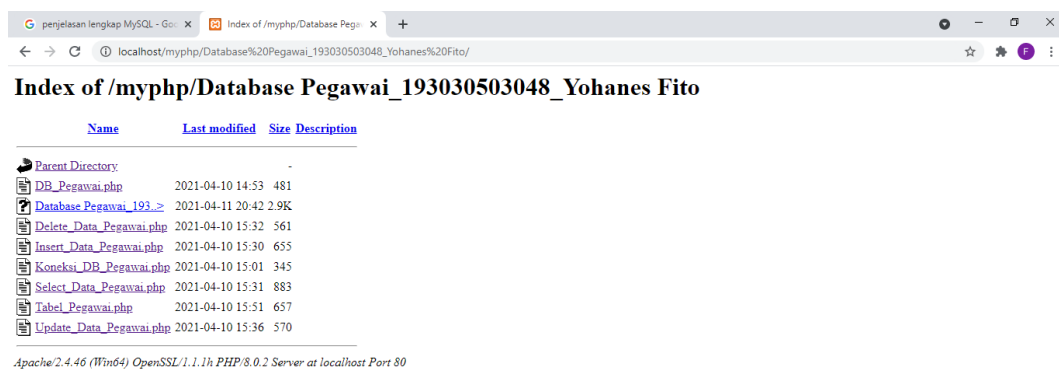 penjelasan lengkap MySQL - Goo
Index of /myphp/Database Pegaw
localhost/myphp/Database%20Pegawai_193030503048_Yohanes%20Fito/
F
Index of /myphp/Database Pegawai_193030503048_Yohanes Fito
Name Last modified Size Description
Parent Directory -
DB_Pegawai.php 2021-04-10 14:53 481
Database Pegawai_193..> 2021-04-11 20:42 2.9K
Delete_Data_Pegawai.php 2021-04-10 15:32 561
Insert_Data_Pegawai.php 2021-04-10 15:30 655
Koneksi_DB_Pegawai.php 2021-04-10 15:01 345
Select_Data_Pegawai.php 2021-04-10 15:31 883
Tabel_Pegawai.php 2021-04-10 15:51 657
Update_Data_Pegawai.php 2021-04-10 15:36 570
Apache/2.4.46 (Win64) OpenSSL/1.1.1h PHP/8.0.2 Server at localhost Port 80